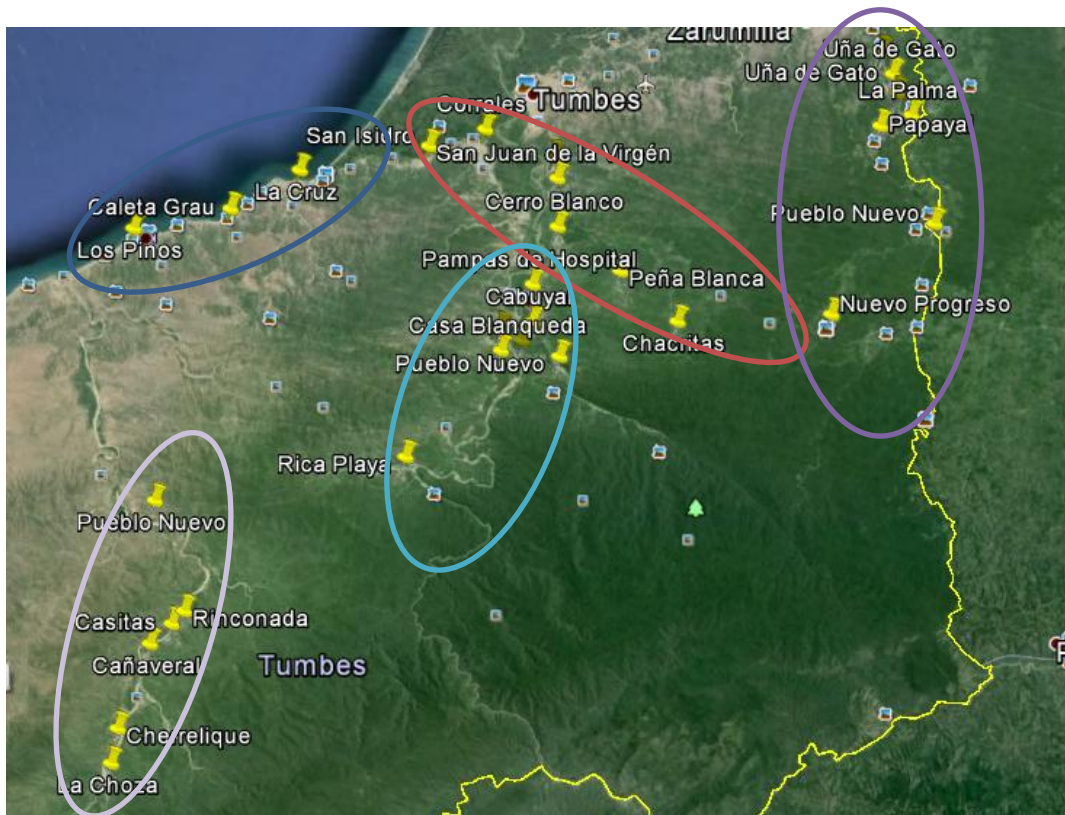 Zarumilla
Uña de Gato
Uña de Gato
La Palma
Corrales
Tumbes
Papayal
San Isidro
San Juan de la Virgén
La Cruz
Cerro Blanco
Caleta Grau
Pueblo Nuevo
Los Pinos
Pampas de Hospital
Peña Blanca
Cabuyal
Nuevo Progreso
Casa Blanqueda
Chacritas
Pueblo Nuevo
Rica Playa
Pueblo Nuevo
Casitas
Rinconada
Cañaveral
Tumbes
Cherrelique
La Choza